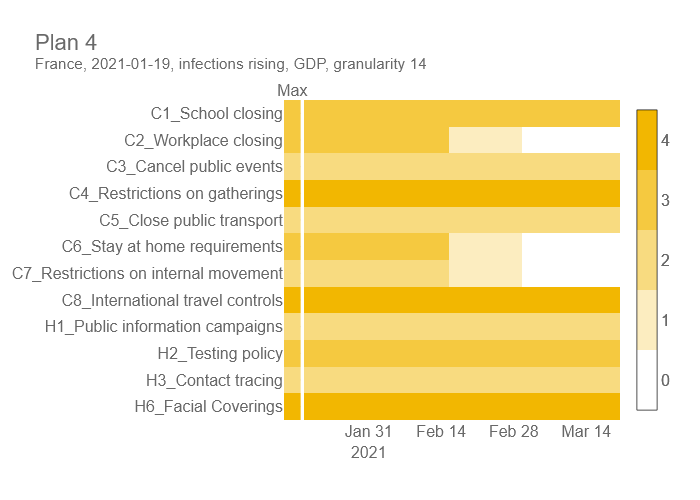 Plan 4
France, 2021-01-19, infections rising, GDP, granularity 14
Max
C1_School closing
C2_Workplace closing
C3_Cancel public events
C4_Restrictions on gatherings
C5_Close public transport
C6_Stay at home requirements
C7_Restrictions on internal movement
C8_International travel controls
H1_Public information campaigns
H2_Testing policy
H3_Contact tracing
H6_Facial Coverings
Jan 31 Feb 14 Feb 28 Mar 14
2021
4
3
2
1
0